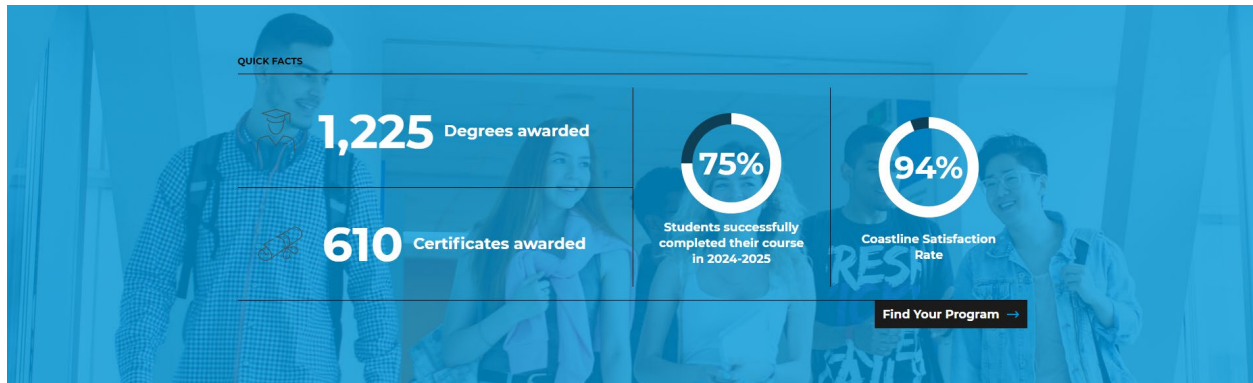 QUICK FACTS
1,225 Degrees awarded
610 Certificates awarded
75%
Students successfully
completed their course
in 2024-2025
94%
Coastline Satisfaction
Rate
Find Your Program →